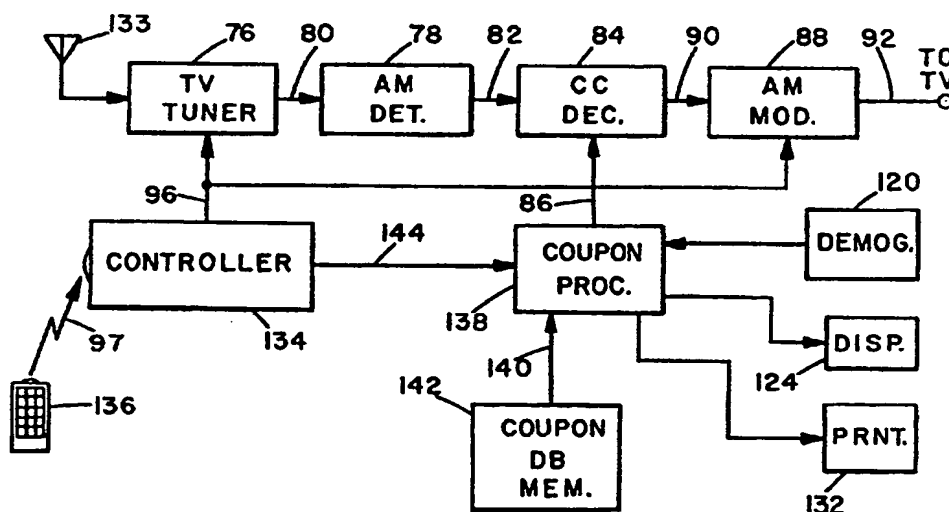 133
76
80
78
82
84
90
88
92
TO
TV
TV
TUNER
AM
DET.
CC
DEC.
AM
MOD.
96
86
120
CONTROLLER
144
COUPON
PROC.
DEMOG.
138
134
97
140
DISP.
124
136
142
COUPON
DB
MEM.
PRNT.
132